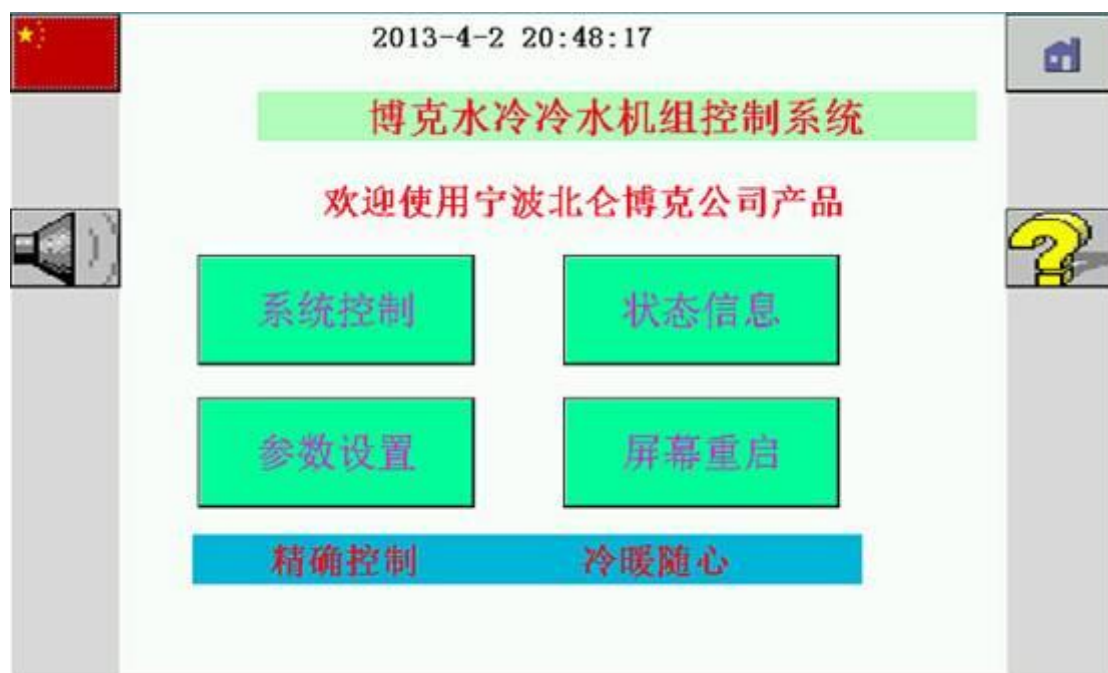 2013-4-2 20:48:17
博克水冷冷水机组控制系统
欢迎使用宁波北仑博克公司产品
系统控制 状态信息
参数设置 屏幕重启
精确控制 冷暖随心